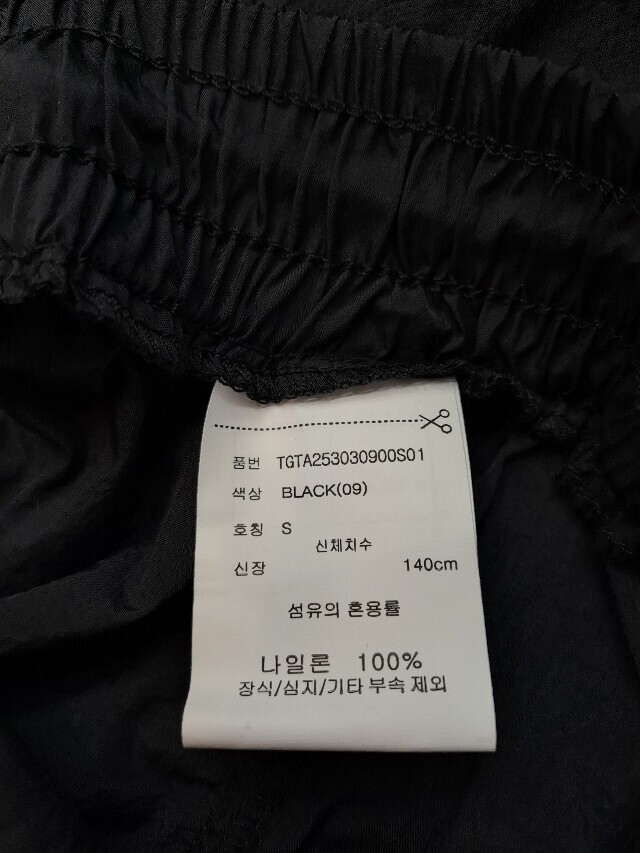 품번 TGTA253030900S01
색상 BLACK(09)
호칭 S
신체치수
신장 140cm
섬유의 혼용률
나일론 100%
장식/심지/기타 부속 제외